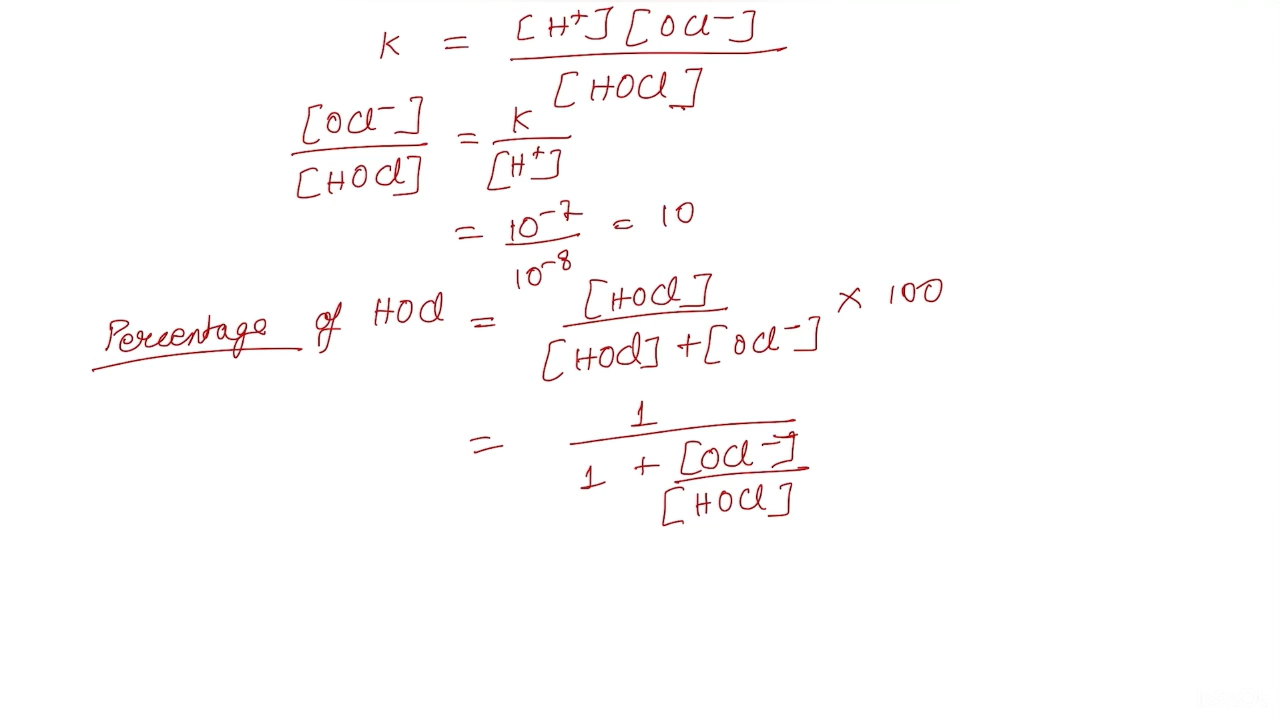 K = [H+] [OCl-] / [HOCl]
[OCl-] / [HOCl] = K / [H+]
= 10^-7 / 10^-8 = 10
Percentage of HOCl = [HOCl] / [HOCl] + [OCl-] × 100
= 1 / 1 + [OCl-] / [HOCl]